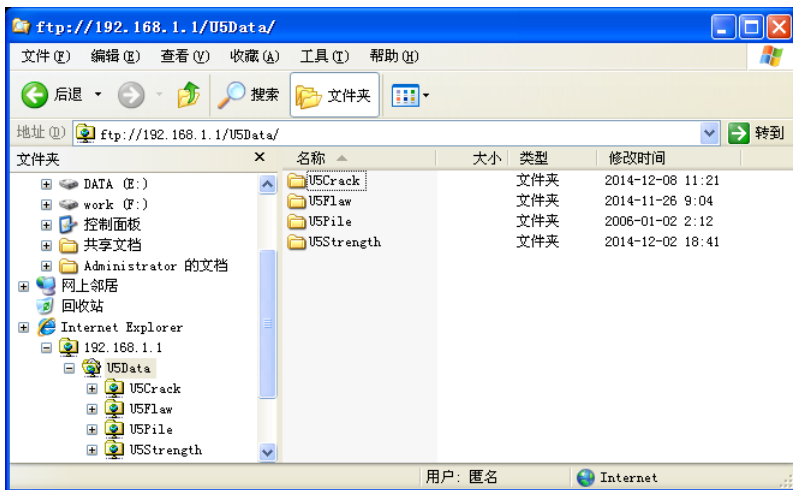 ftp://192.168.1.1/U5Data/
文件(F) 编辑(E) 查看(V) 收藏(A) 工具(T) 帮助(H)
后退 搜索 文件夹
地址(D) ftp://192.168.1.1/U5Data/ 转到
文件夹 名称 大小 类型 修改时间
DATA (E:) U5Crack 文件夹 2014-12-08 11:21
work (F:) U5Flaw 文件夹 2014-11-26 9:04
控制面板 U5Pile 文件夹 2006-01-02 2:12
共享文档 U5Strength 文件夹 2014-12-02 18:41
Administrator 的文档
网上邻居
回收站
Internet Explorer
192.168.1.1
U5Data
U5Crack
U5Flaw
U5Pile
U5Strength
用户: 匿名 Internet